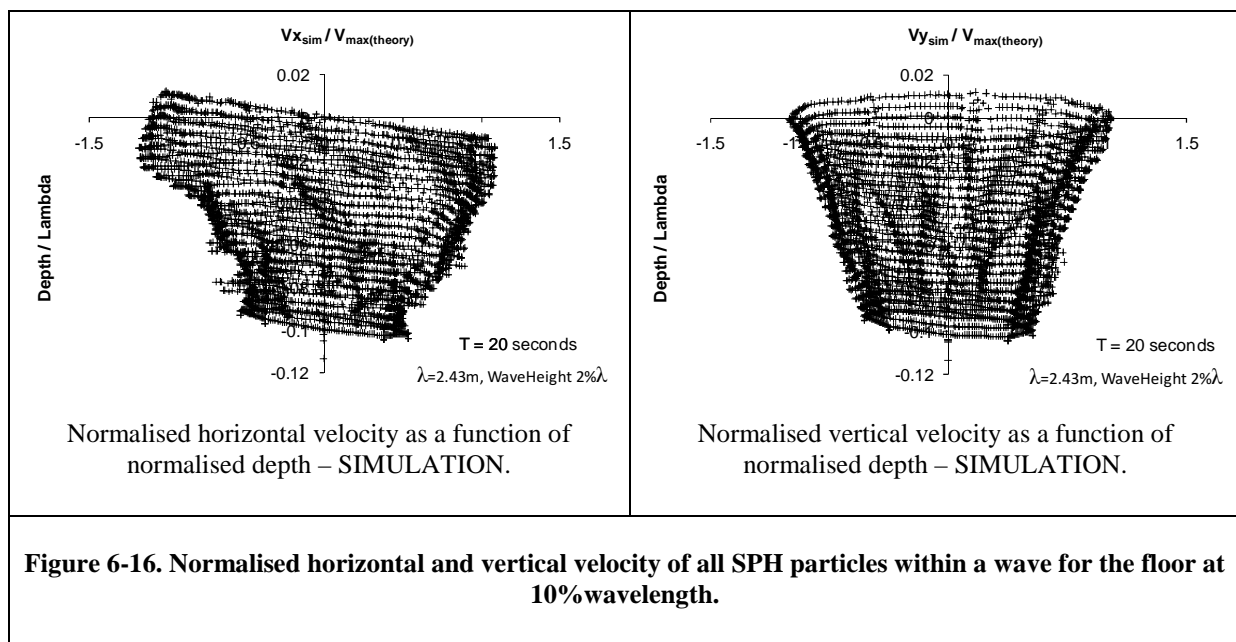 Vx_sim / V_max(theory)
0.02
-1.5
1.5
Depth / Lambda
-0.1
T = 20 seconds
-0.12
λ=2.43m, WaveHeight 2%λ
Normalised horizontal velocity as a function of
normalised depth – SIMULATION.
Vy_sim / V_max(theory)
0.02
0
-1.5
1.5
Depth / Lambda
T = 20 seconds
-0.12
λ=2.43m, WaveHeight 2%λ
Normalised vertical velocity as a function of
normalised depth – SIMULATION.
Figure 6-16. Normalised horizontal and vertical velocity of all SPH particles within a wave for the floor at
10%wavelength.